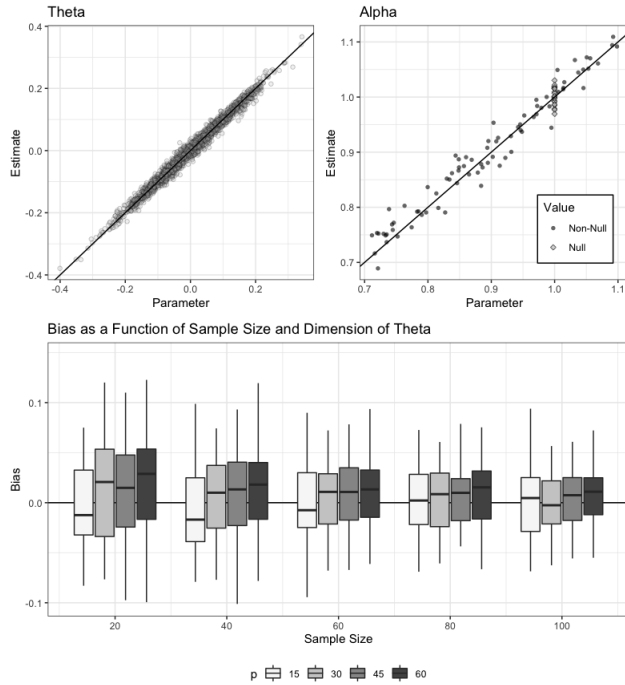 Theta
Alpha
0.4
0.2
0.0
-0.2
-0.4
Estimate
-0.4
-0.2
0.0
0.2
Parameter
1.1
1.0
0.9
0.8
0.7
Estimate
Value
Non-Null
Null
0.7
0.8
0.9
1.0
1.1
Parameter
Bias as a Function of Sample Size and Dimension of Theta
0.1
0.0
-0.1
Bias
20
40
60
80
100
Sample Size
p 15 30 45 60